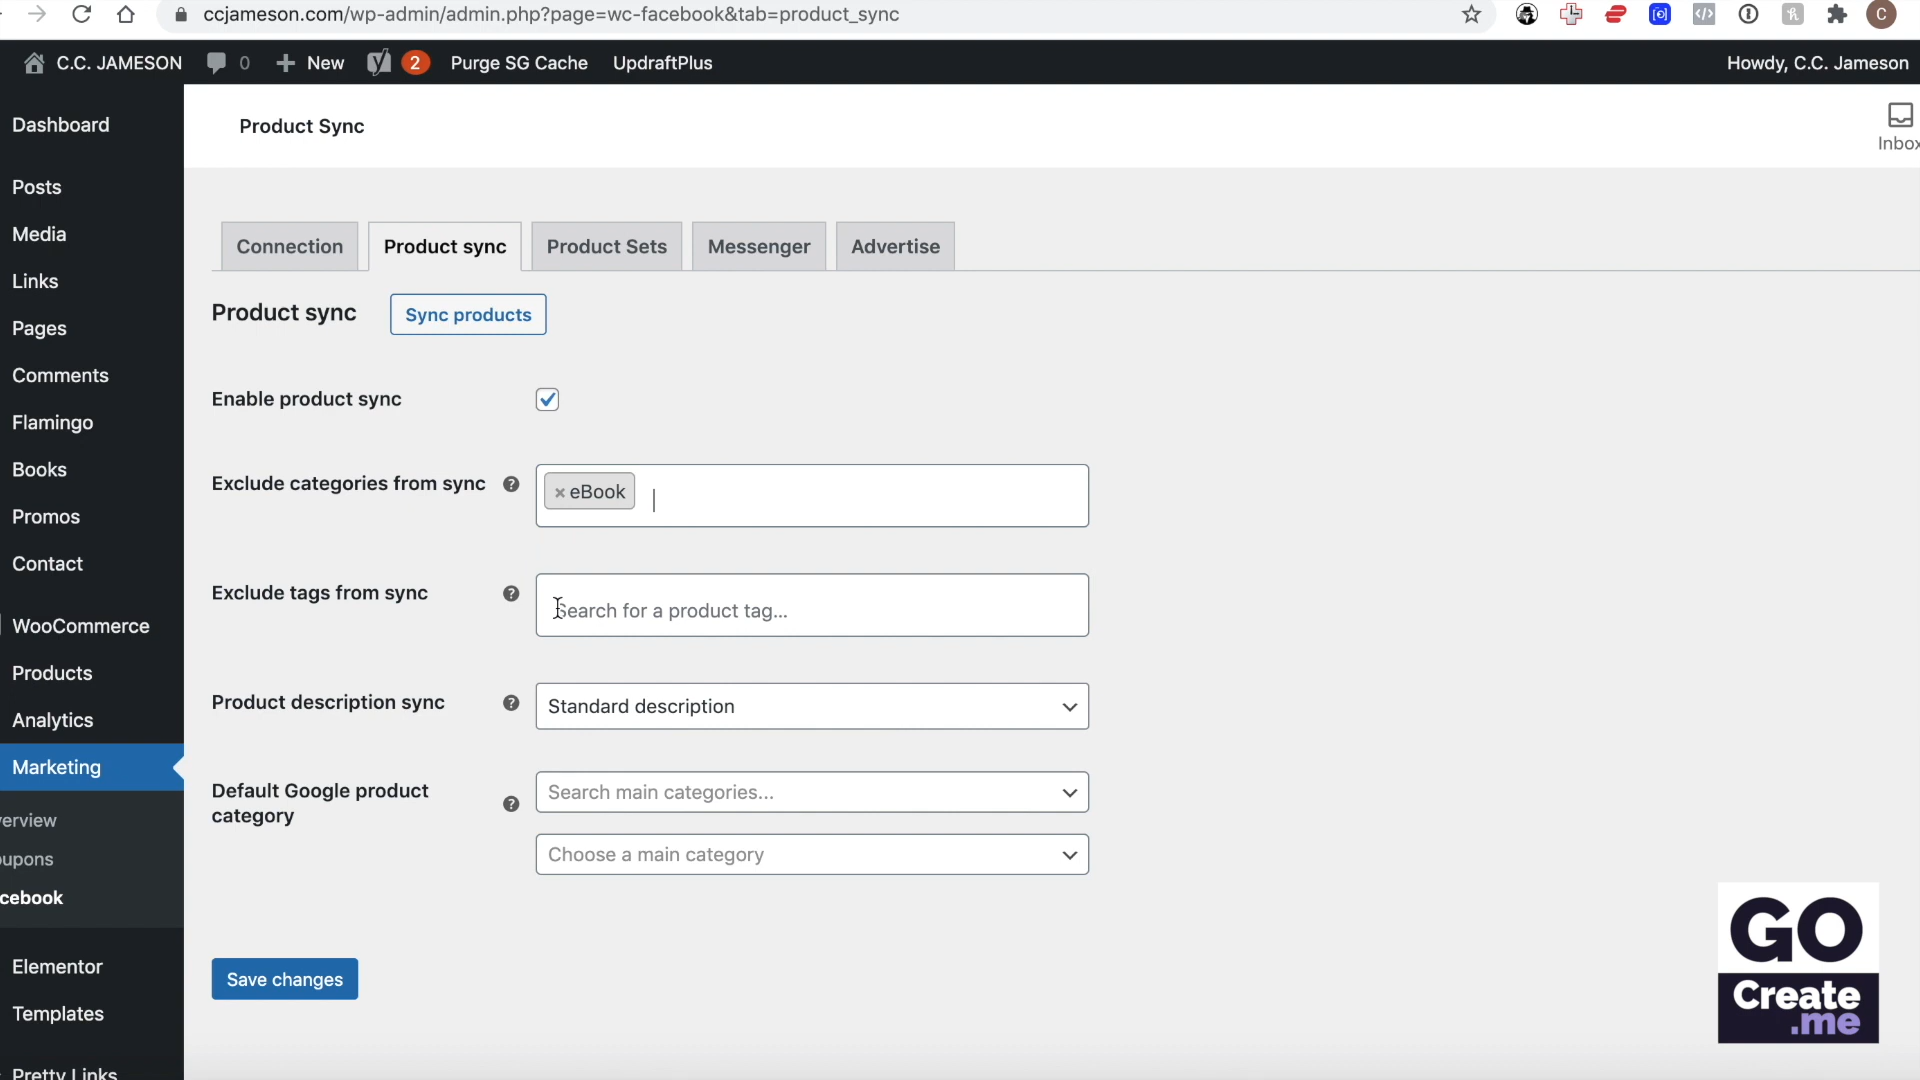 ccjameson.com/wp-admin/admin.php?page=wc-facebook&tab=product_sync
C
C.C. JAMESON
0
New
2
Purge SG Cache
UpdraftPlus
Howdy, C.C. Jameson
Dashboard
Posts
Media
Links
Pages
Comments
Flamingo
Books
Promos
Contact
WooCommerce
Products
Analytics
Marketing
verview
oupons
cebook
Elementor
Templates
Pretty Links
Product Sync
Inbox
Connection
Product sync
Product Sets
Messenger
Advertise
Product sync
Sync products
Enable product sync
Exclude categories from sync ?
× eBook
Exclude tags from sync ?
Search for a product tag...
Product description sync ?
Standard description
Default Google product
category
?
Search main categories...
Choose a main category
Save changes
GO
Create
.me